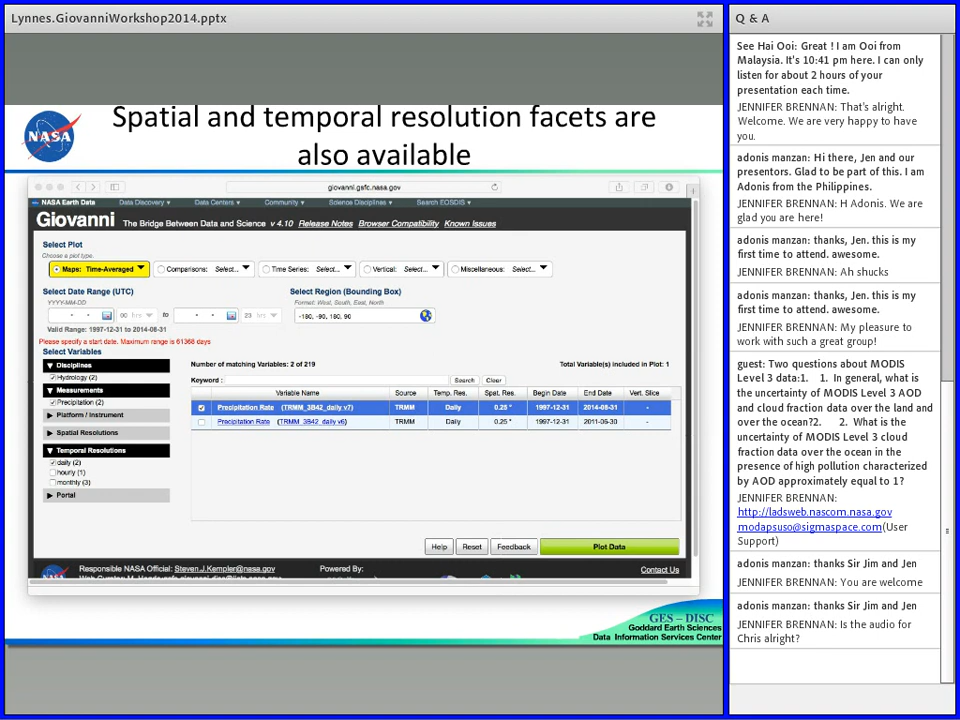 Lynnes.GiovanniWorkshop2014.pptx
Spatial and temporal resolution facets are
also available
NASA
giovanni.gsfc.nasa.gov
NASA Earth Data
Data Discovery
Data Centers
Community
Science Disciplines
Search EOSDIS
Giovanni The Bridge Between Data and Science v 4.10 Release Notes Browser Compatibility Known Issues
Select Plot
Choose a plot type.
Maps: Time-Averaged
Comparisons: Select...
Time Series: Select...
Vertical: Select...
Miscellaneous: Select...
Select Date Range (UTC)
YYYY-MM-DD
- - 00 hrs to - - 23 hrs
Valid Range: 1997-12-31 to 2014-08-31
Please specify a start date. Maximum range is 61368 days
Select Region (Bounding Box)
Format: West, South, East, North
-180, -90, 180, 90
Select Variables
Disciplines
Hydrology (2)
Measurements
Precipitation (2)
Platform / Instrument
Spatial Resolutions
Temporal Resolutions
daily (2)
hourly (1)
monthly (3)
Portal
Number of matching Variables: 2 of 219
Total Variable(s) included in Plot: 1
Keyword :
Search
Clear
Variable Name Source Temp. Res. Spat. Res. Begin Date End Date Vert. Slice
Precipitation Rate (TRMM_3B42_daily v7) TRMM Daily 0.25 ° 1997-12-31 2014-08-31 -
Precipitation Rate (TRMM_3B42_daily v6) TRMM Daily 0.25 ° 1997-12-31 2011-06-30 -
Help
Reset
Feedback
Plot Data
Responsible NASA Official: Steven.J.Kempler@nasa.gov
Powered By:
Contact Us
GES – DISC
Goddard Earth Sciences
Data Information Services Center
Q & A
See Hai Ooi: Great ! I am Ooi from
Malaysia. It's 10:41 pm here. I can only
listen for about 2 hours of your
presentation each time.
JENNIFER BRENNAN: That's alright.
Welcome. We are very happy to have
you.
adonis manzan: Hi there, Jen and our
presentors. Glad to be part of this. I am
Adonis from the Philippines.
JENNIFER BRENNAN: H Adonis. We are
glad you are here!
adonis manzan: thanks, Jen. this is my
first time to attend. awesome.
JENNIFER BRENNAN: Ah shucks
adonis manzan: thanks, Jen. this is my
first time to attend. awesome.
JENNIFER BRENNAN: My pleasure to
work with such a great group!
guest: Two questions about MODIS
Level 3 data:1. 1. In general, what is
the uncertainty of MODIS Level 3 AOD
and cloud fraction data over the land and
over the ocean?2. 2. What is the
uncertainty of MODIS Level 3 cloud
fraction data over the ocean in the
presence of high pollution characterized
by AOD approximately equal to 1?
JENNIFER BRENNAN:
http://ladsweb.nascom.nasa.gov
modapsuso@sigmaspace.com(User
Support)
adonis manzan: thanks Sir Jim and Jen
JENNIFER BRENNAN: You are welcome
adonis manzan: thanks Sir Jim and Jen
JENNIFER BRENNAN: Is the audio for
Chris alright?